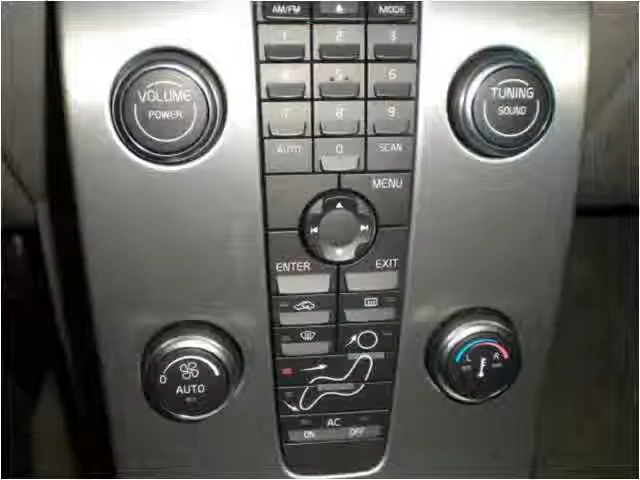 AM/FM MODE
1 2 3
VOLUME
POWER
TUNING
SOUND
4 5 6
7 8 9
AUTO 0 SCAN
MENU
ENTER EXIT
0
AUTO
L R
AC
ON OFF